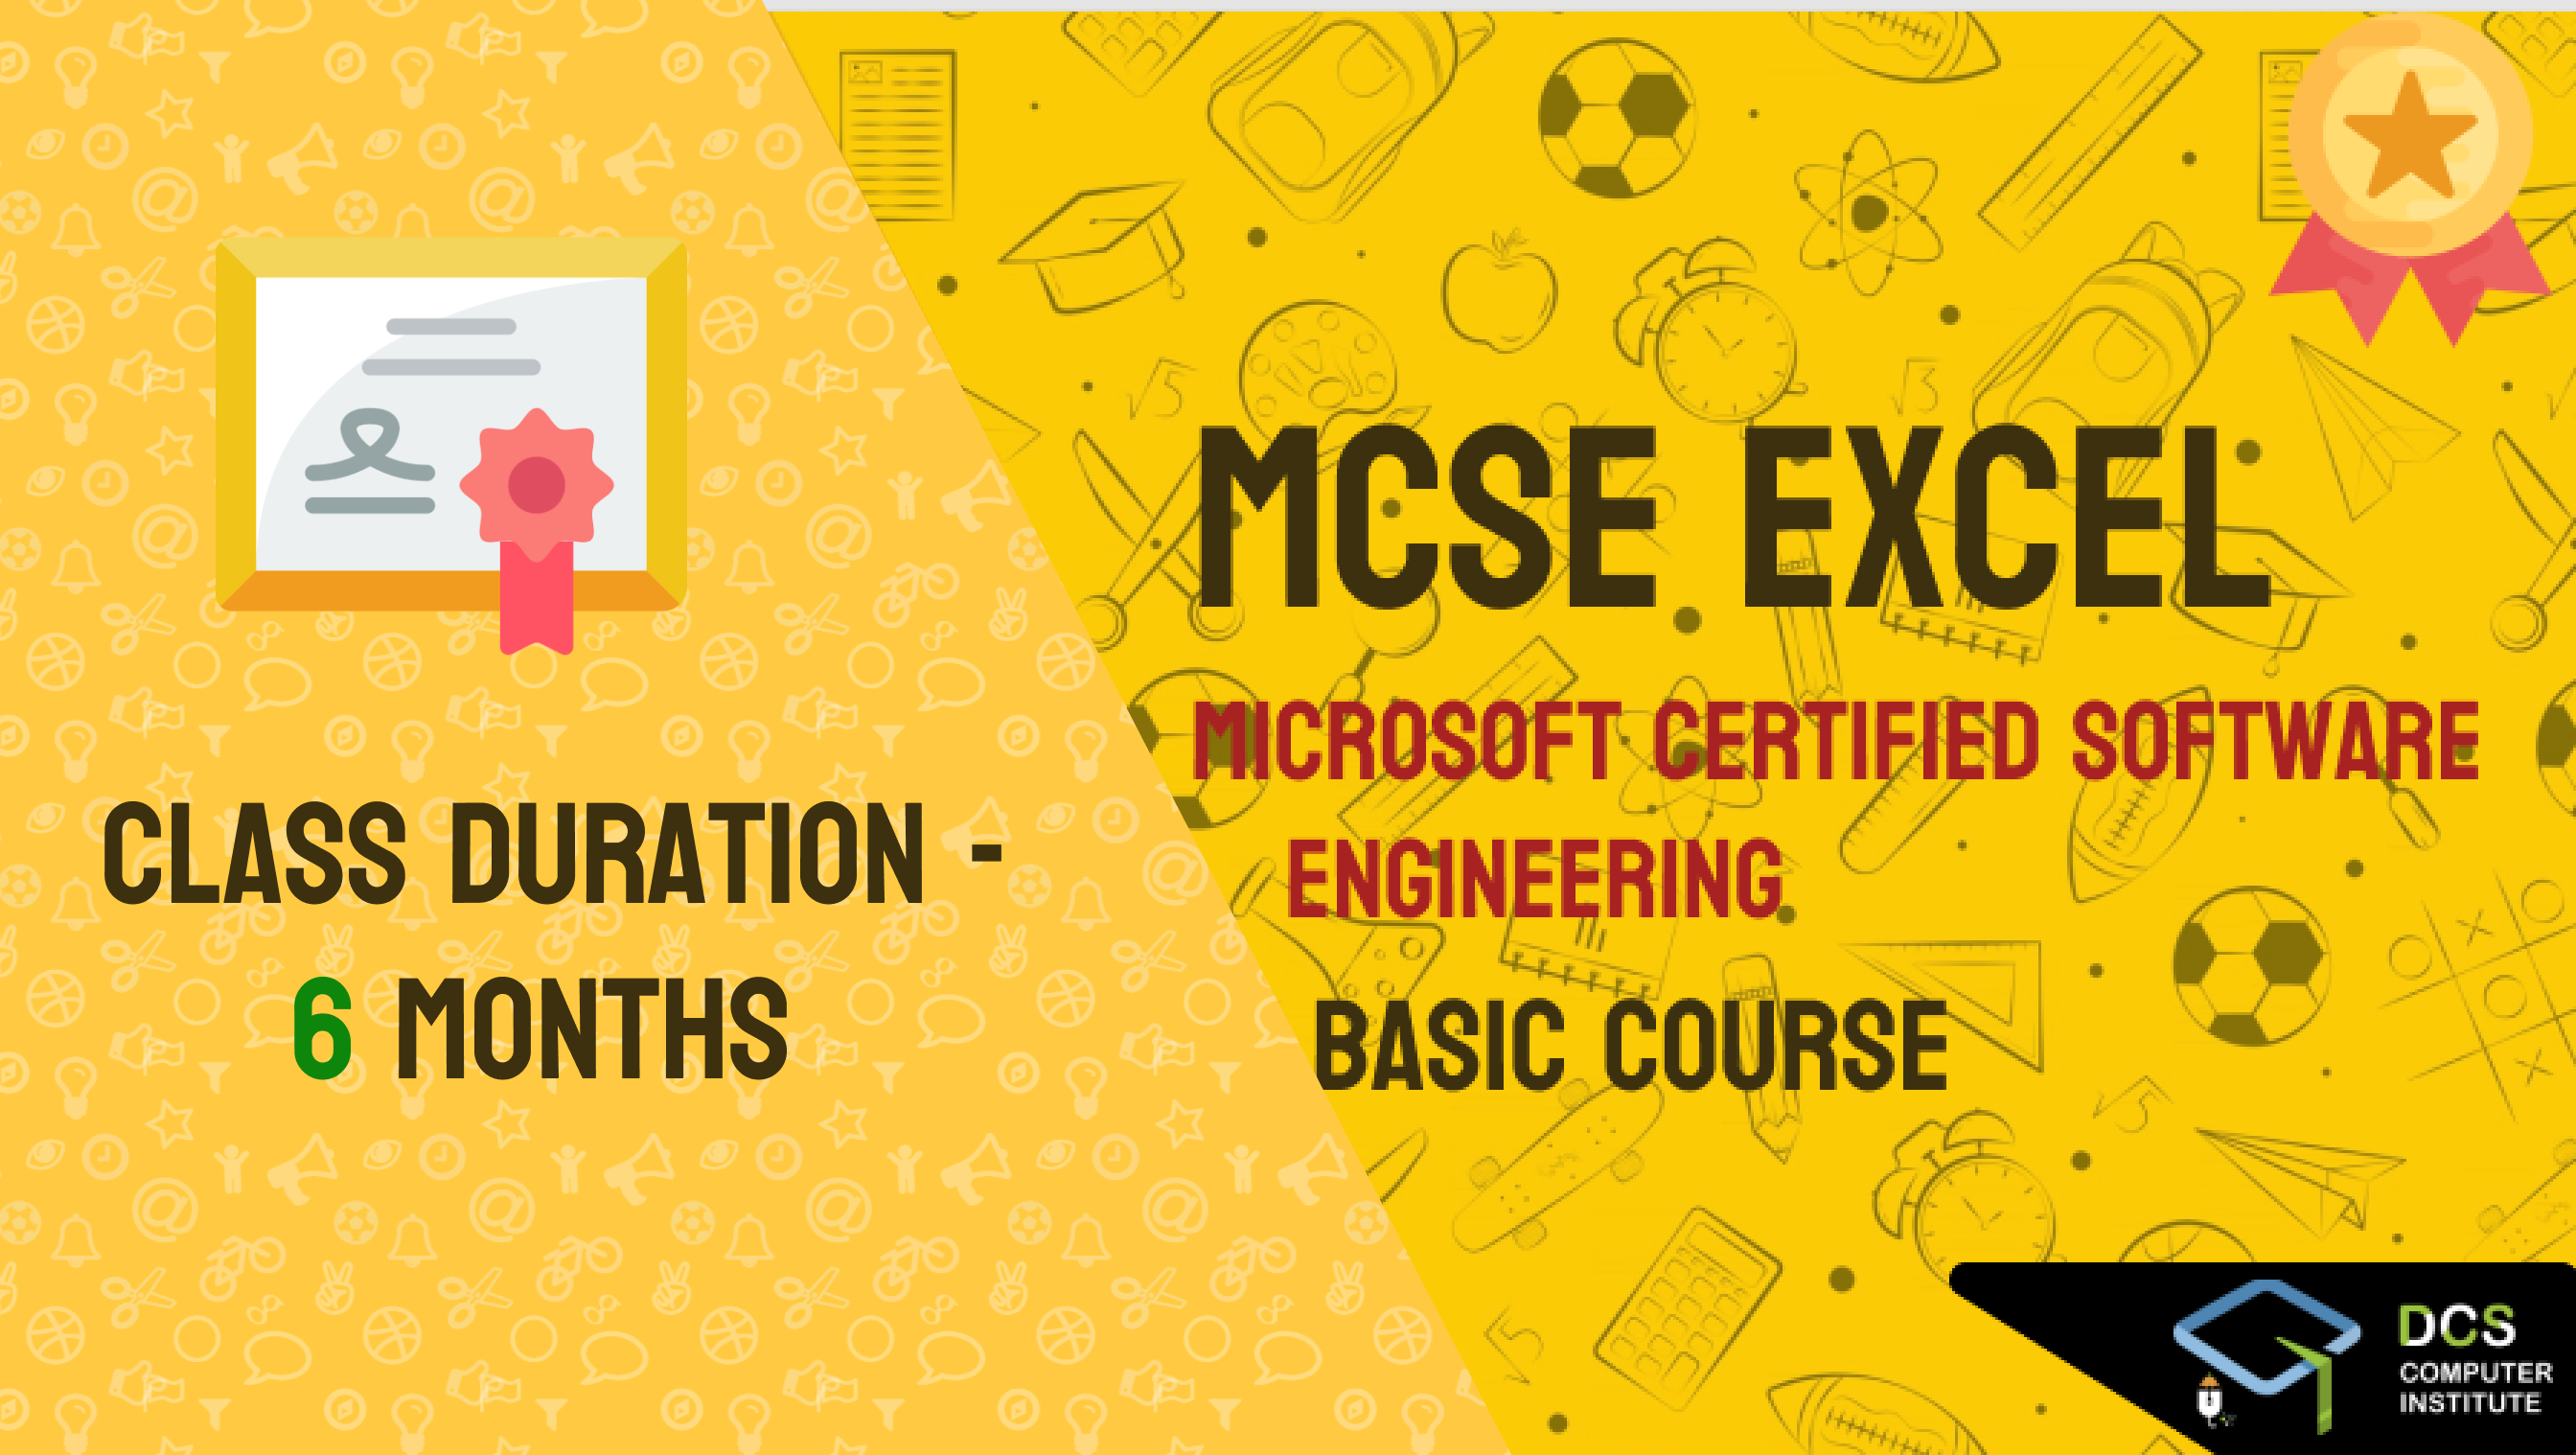 CLASS DURATION -
6 MONTHS
MCSE EXCEL
MICROSOFT CERTIFIED SOFTWARE
ENGINEERING
BASIC COURSE
DCS
COMPUTER
INSTITUTE